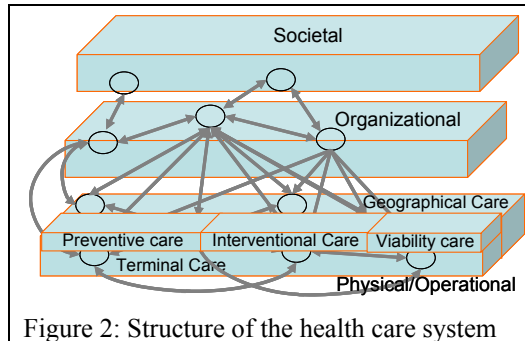 Societal
Organizational
Geographical Care
Preventive care
Interventional Care
Viability care
Terminal Care
Physical/Operational
Figure 2: Structure of the health care system